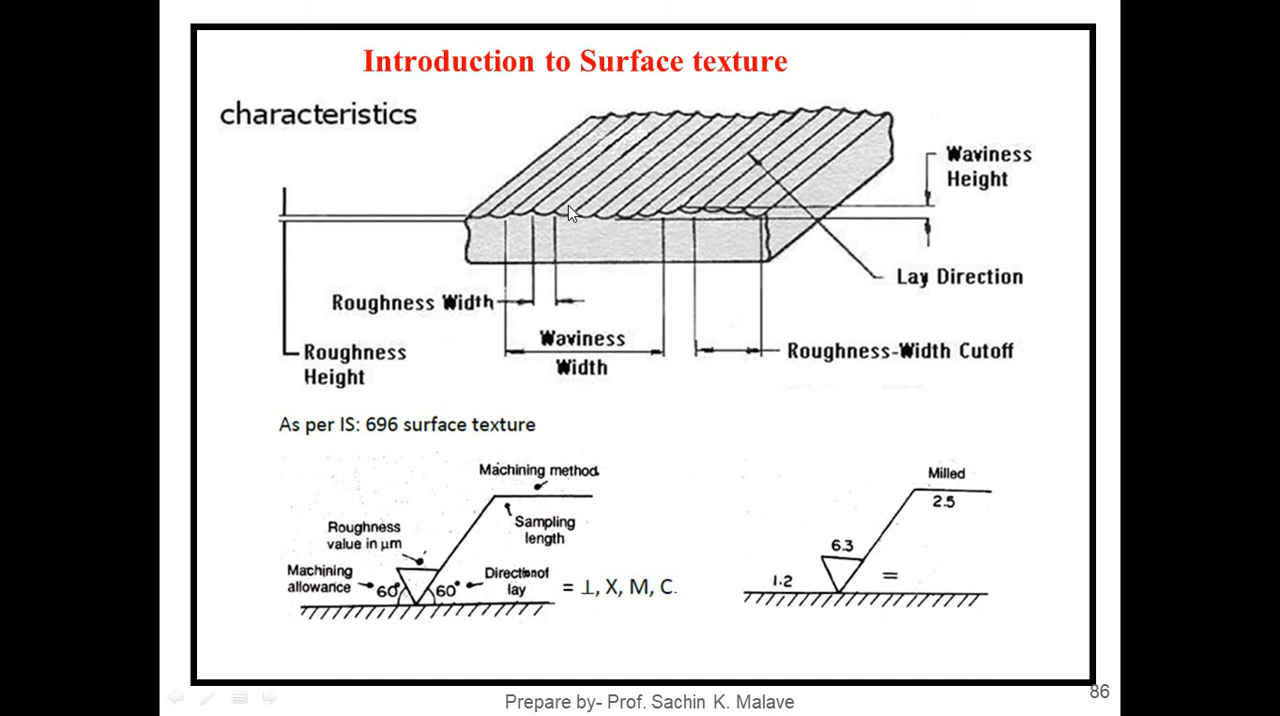 Introduction to Surface texture
characteristics
Waviness
Height
Lay Direction
Roughness Width
Waviness
Width
Roughness-Width Cutoff
Roughness
Height
As per IS: 696 surface texture
Machining method
Sampling
length
Roughness
value in μm
Machining
allowance
60°
60°
Direction of
lay
= ⊥, X, M, C.
Milled
2.5
6.3
1.2
=
Prepare by- Prof. Sachin K. Malave
86